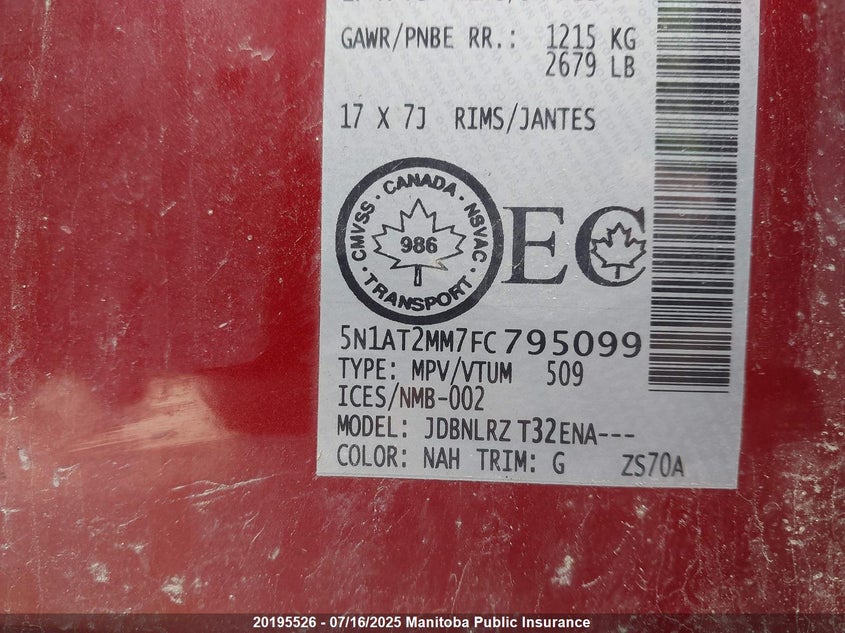 GAWR/PNBE RR.: 1215 KG
2679 LB
17 X 7J RIMS/JANTES
CMVSS · CANADA · NSVAC · TRANSPORT ·
986
EC
5N1AT2MM7FC795099
TYPE: MPV/VTUM 509
ICES/NMB-002
MODEL: JDBNLRZ T32ENA---
COLOR: NAH TRIM: G ZS70A
20195526 - 07/16/2025 Manitoba Public Insurance